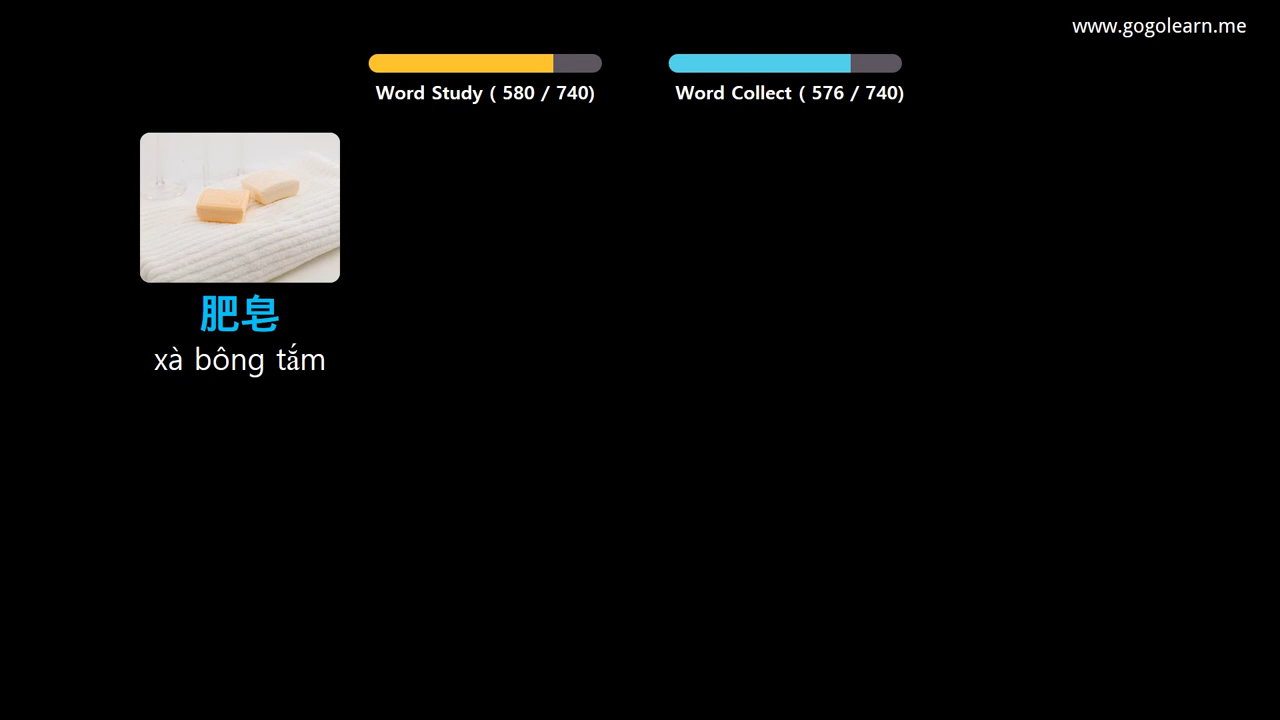 www.gogolearn.me
Word Study ( 580 / 740)
Word Collect ( 576 / 740)
肥皂
xà bông tắm